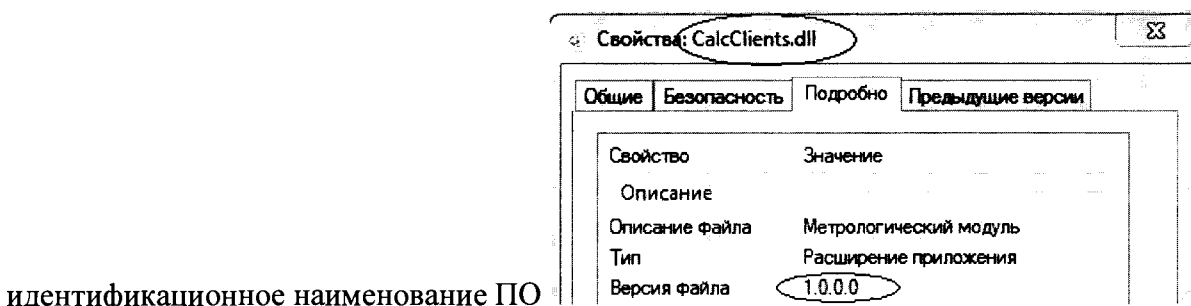 Свойства: CalcClients.dll
Общие Безопасность Подробно Предыдущие версии
Свойство Значение
Описание
Описание файла Метрологический модуль
Тип Расширение приложения
Версия файла 1.0.0.0
идентификационное наименование ПО